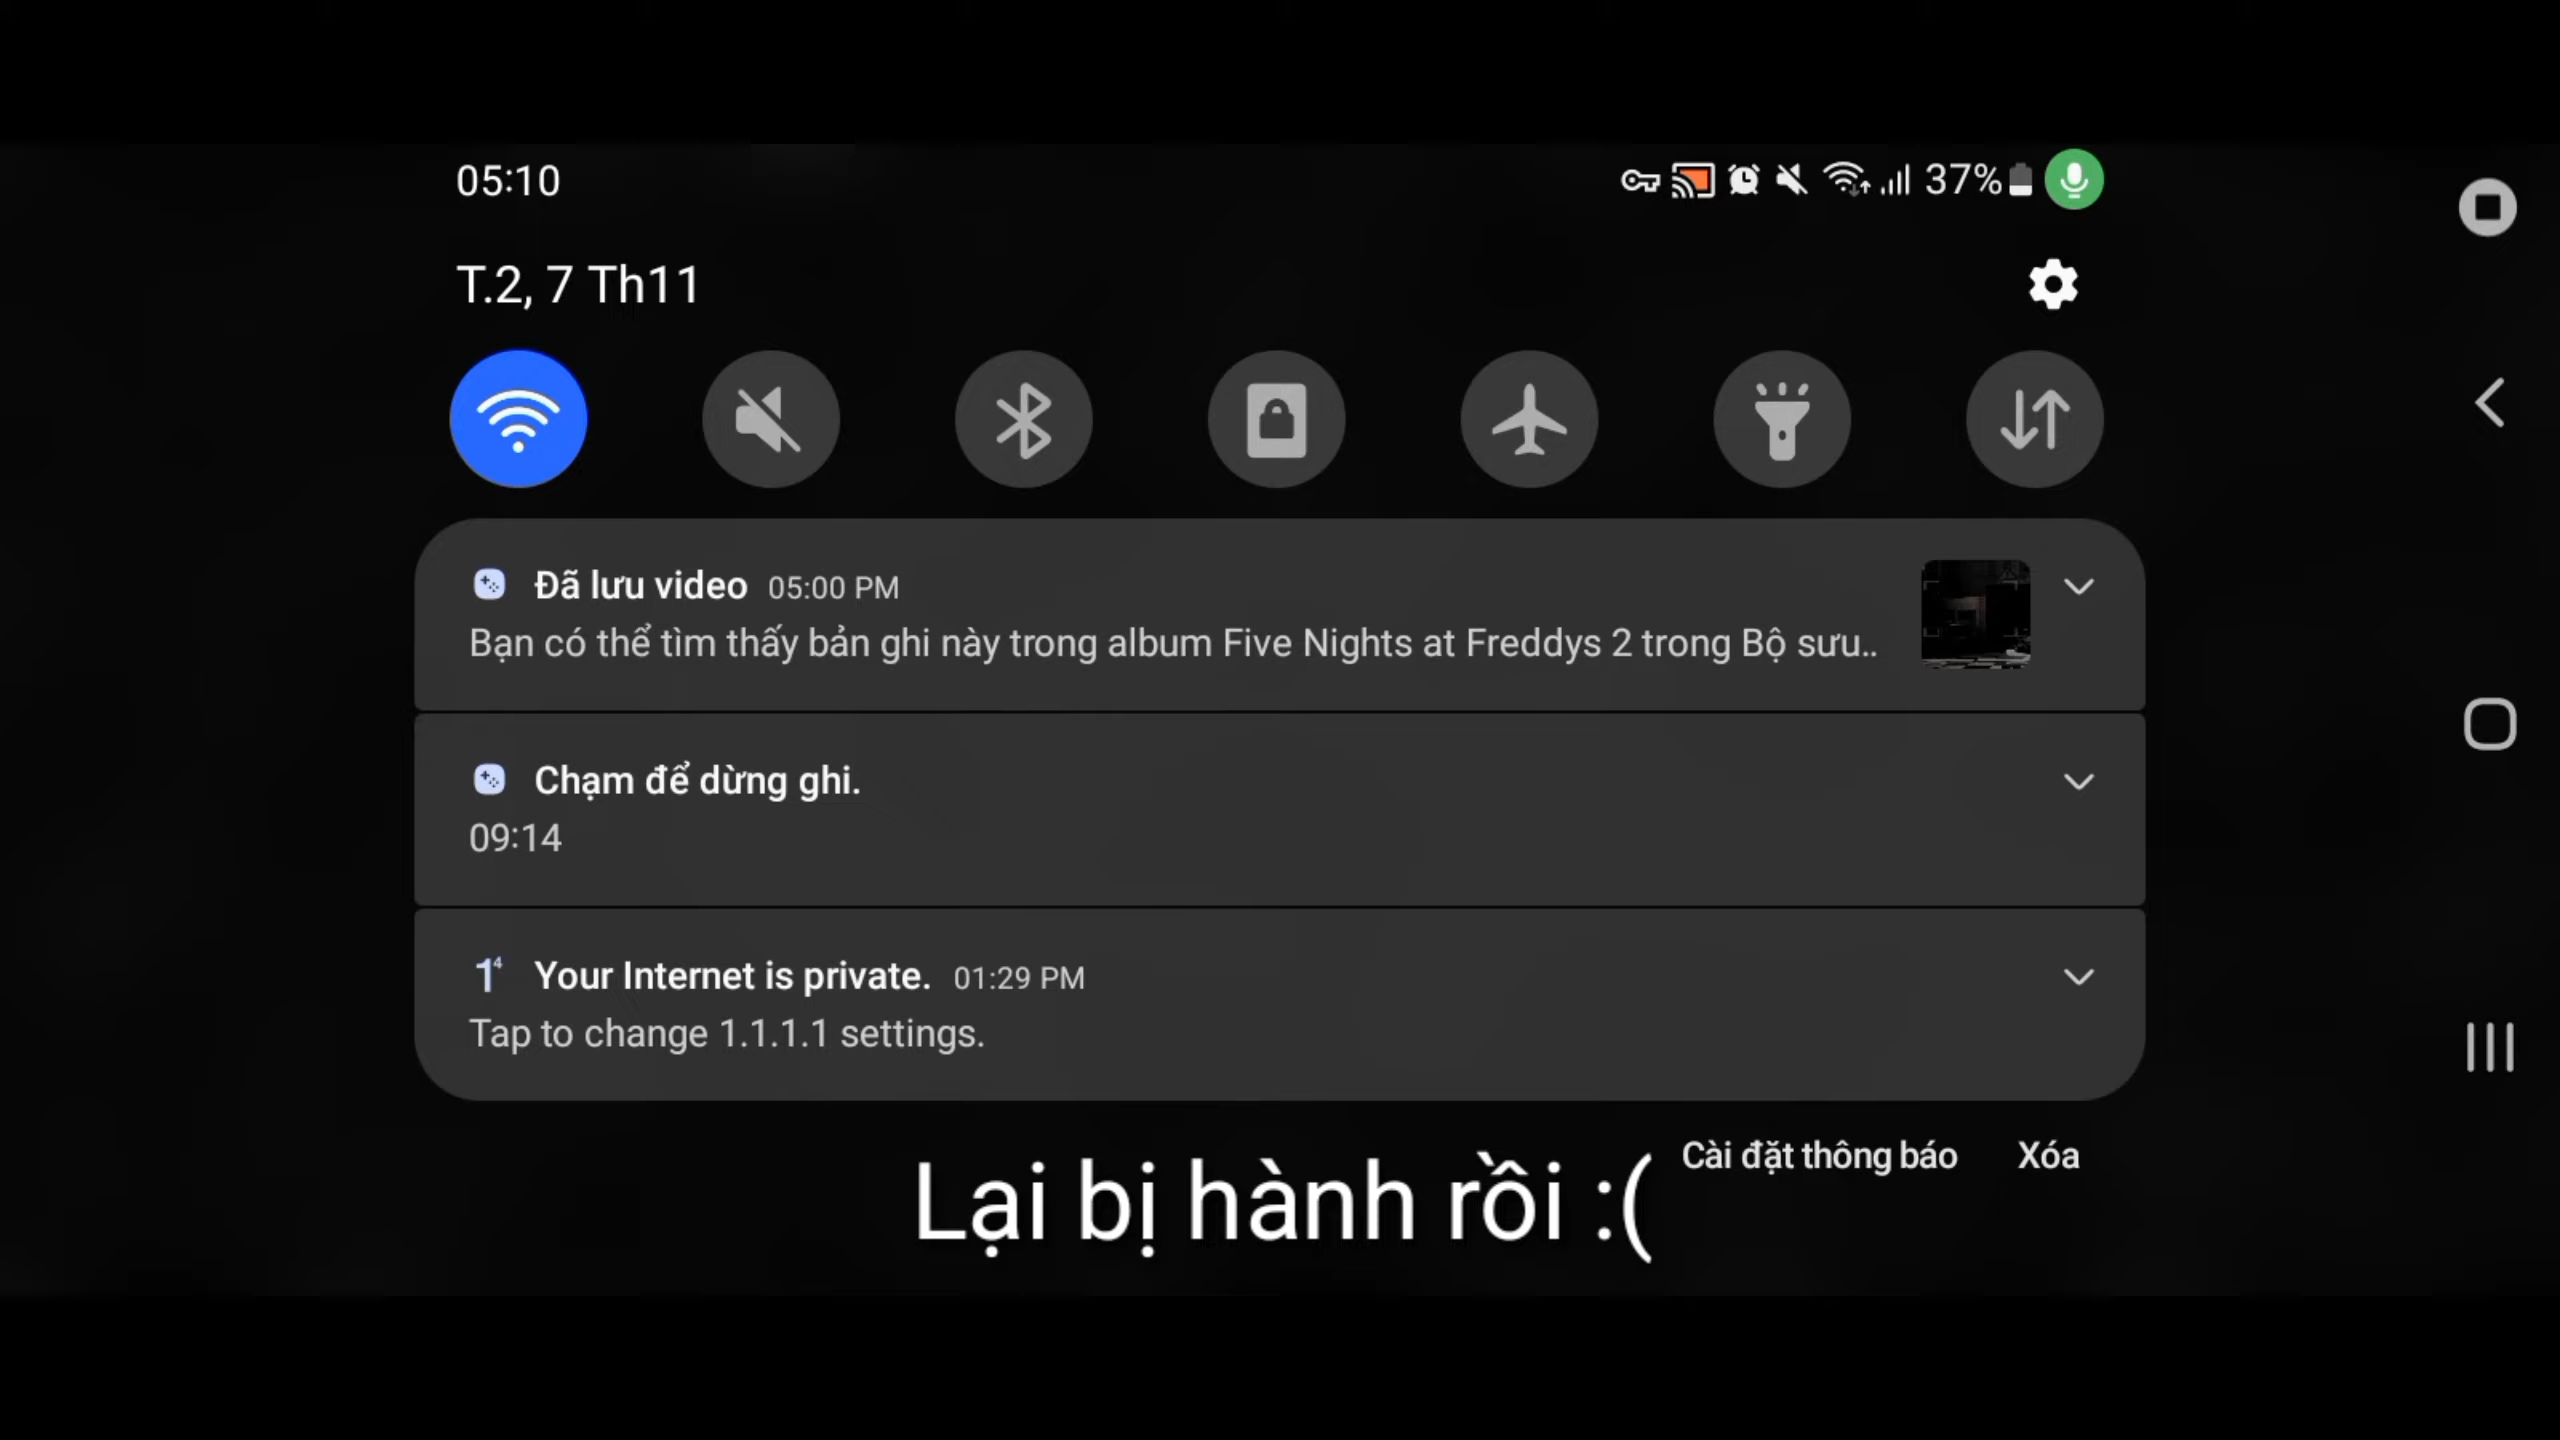 05:10
37%
T.2, 7 Th11
Đã lưu video 05:00 PM
Bạn có thể tìm thấy bản ghi này trong album Five Nights at Freddys 2 trong Bộ sưu..
Chạm để dừng ghi.
09:14
1⁴ Your Internet is private. 01:29 PM
Tap to change 1.1.1.1 settings.
Cài đặt thông báo Xóa
Lại bị hành rồi :(